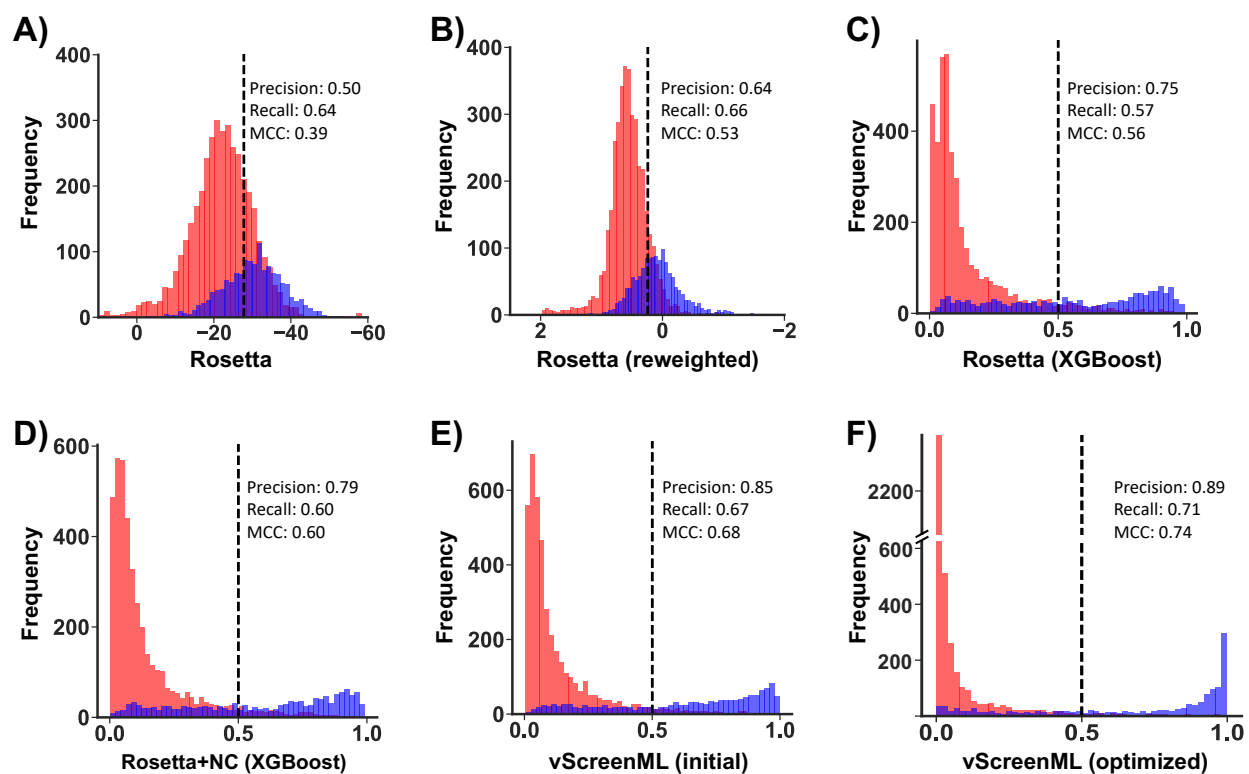 A)
400
300
200
100
0
Frequency
Precision: 0.50
Recall: 0.64
MCC: 0.39
0
-20
-40
-60
Rosetta
B)
400
300
200
100
0
Frequency
Precision: 0.64
Recall: 0.66
MCC: 0.53
2
0
−2
Rosetta (reweighted)
C)
400
200
0
Frequency
Precision: 0.75
Recall: 0.57
MCC: 0.56
0.0
0.5
1.0
Rosetta (XGBoost)
D)
600
400
200
0
Frequency
Precision: 0.79
Recall: 0.60
MCC: 0.60
0.0
0.5
1.0
Rosetta+NC (XGBoost)
E)
600
400
200
0
Frequency
Precision: 0.85
Recall: 0.67
MCC: 0.68
0.0
0.5
1.0
vScreenML (initial)
F)
2200
600
400
200
Frequency
Precision: 0.89
Recall: 0.71
MCC: 0.74
0.0
0.5
1.0
vScreenML (optimized)